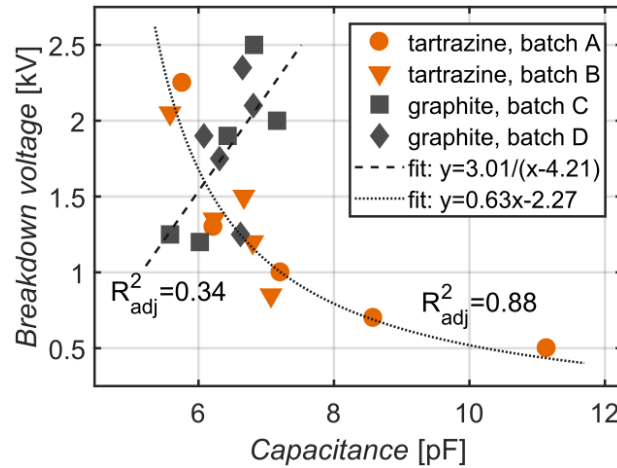 Breakdown voltage [kV]
2.5
2
1.5
1
0.5
tartrazine, batch A
tartrazine, batch B
graphite, batch C
graphite, batch D
fit: y=3.01/(x-4.21)
fit: y=0.63x-2.27
R²adj=0.34
R²adj=0.88
6
8
10
12
Capacitance [pF]